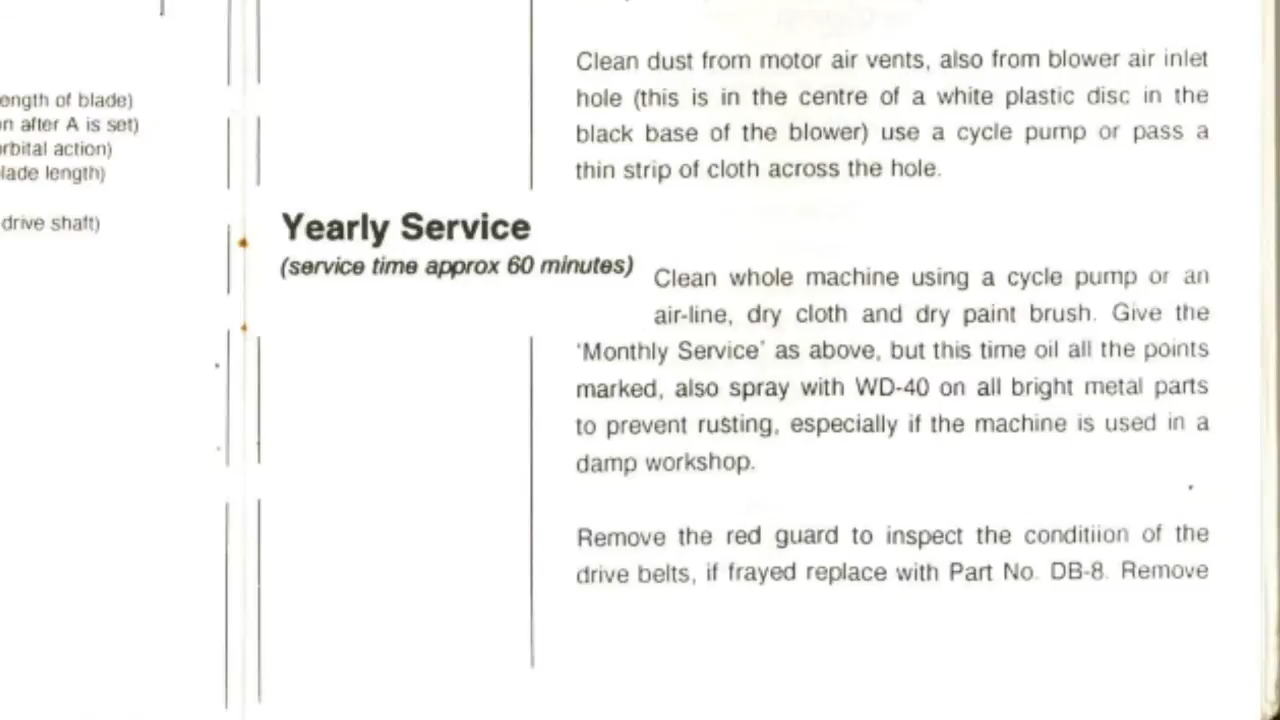 ength of blade)
n after A is set)
rbital action)
lade length)
drive shaft)
Clean dust from motor air vents, also from blower air inlet
hole (this is in the centre of a white plastic disc in the
black base of the blower) use a cycle pump or pass a
thin strip of cloth across the hole.
Yearly Service
(service time approx 60 minutes)
Clean whole machine using a cycle pump or an
air-line, dry cloth and dry paint brush. Give the
'Monthly Service' as above, but this time oil all the points
marked, also spray with WD-40 on all bright metal parts
to prevent rusting, especially if the machine is used in a
damp workshop.
Remove the red guard to inspect the conditiion of the
drive belts, if frayed replace with Part No. DB-8. Remove